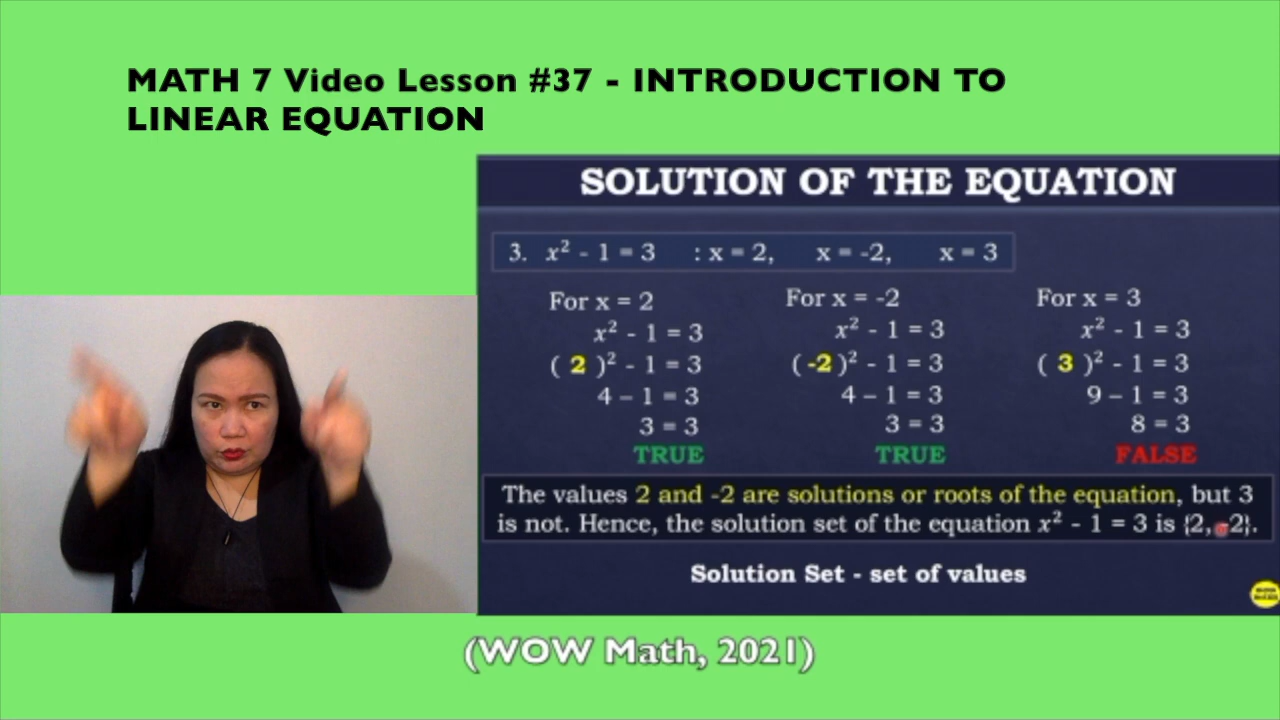 MATH 7 Video Lesson #37 - INTRODUCTION TO
LINEAR EQUATION
SOLUTION OF THE EQUATION
3. x² - 1 = 3 : x = 2, x = -2, x = 3
For x = 2
x² - 1 = 3
( 2 )² - 1 = 3
4 – 1 = 3
3 = 3
TRUE
For x = -2
x² - 1 = 3
( -2 )² - 1 = 3
4 – 1 = 3
3 = 3
TRUE
For x = 3
x² - 1 = 3
( 3 )² - 1 = 3
9 – 1 = 3
8 = 3
FALSE
The values 2 and -2 are solutions or roots of the equation, but 3
is not. Hence, the solution set of the equation x² - 1 = 3 is {2, -2}.
Solution Set - set of values
(WOW Math, 2021)